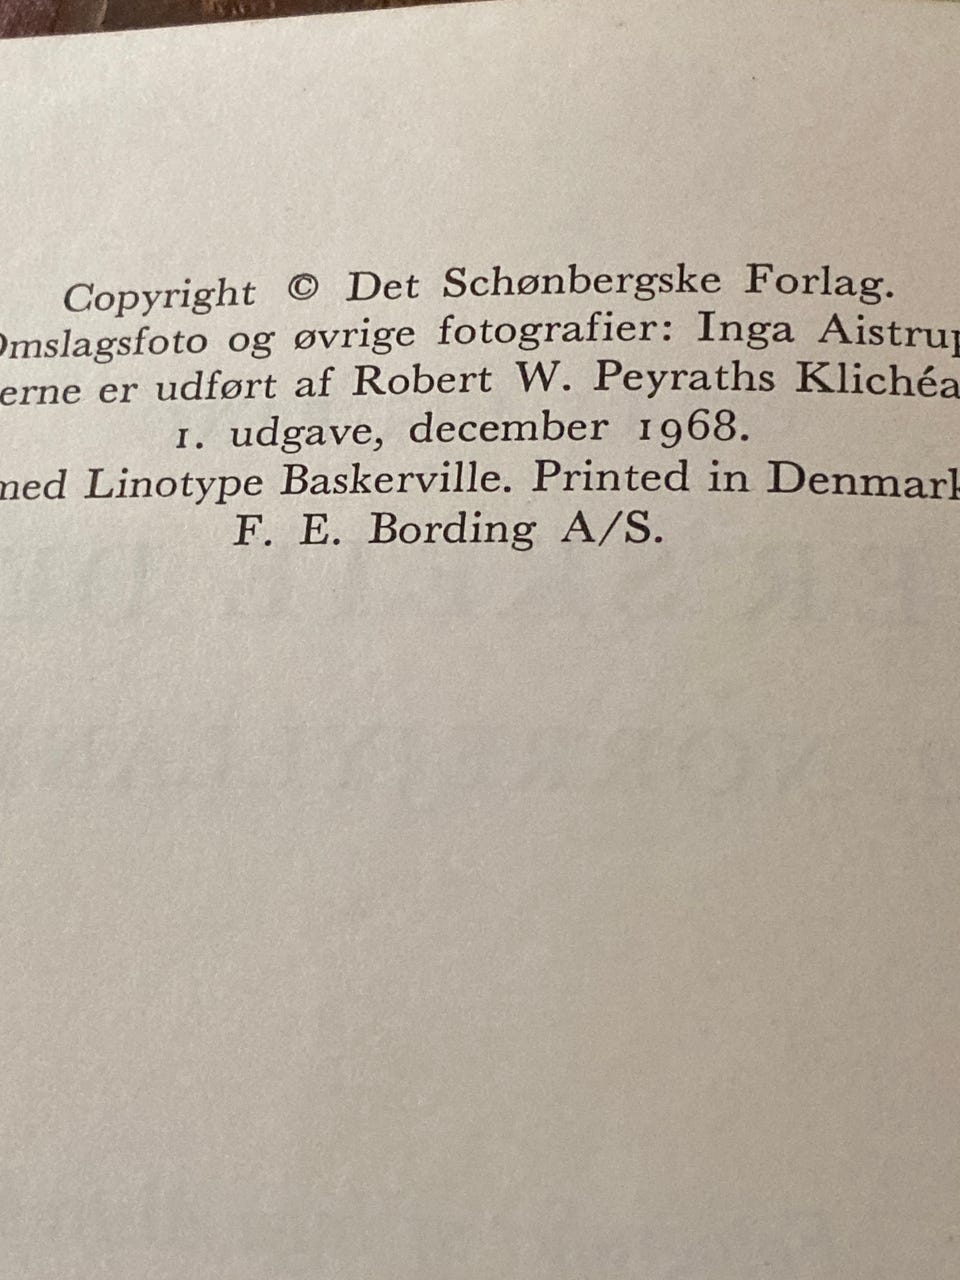 Copyright © Det Schønbergske Forlag.
Omslagsfoto og øvrige fotografier: Inga Aistrup
erne er udført af Robert W. Peyraths Klichéa
1. udgave, december 1968.
med Linotype Baskerville. Printed in Denmark
F. E. Bording A/S.